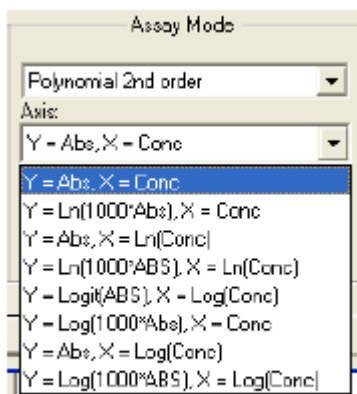 Assay Mode
Polynomial 2nd order
Axis:
Y = Abs, X = Conc
Y = Abs, X = Conc
Y = Ln(1000*Abs), X = Conc
Y = Abs, X = Ln(Conc)
Y = Ln(1000*ABS), X = Ln(Conc)
Y = Logit(ABS), X = Log(Conc)
Y = Log(1000*Abs), X = Conc
Y = Abs, X = Log(Conc)
Y = Log(1000*ABS), X = Log(Conc)